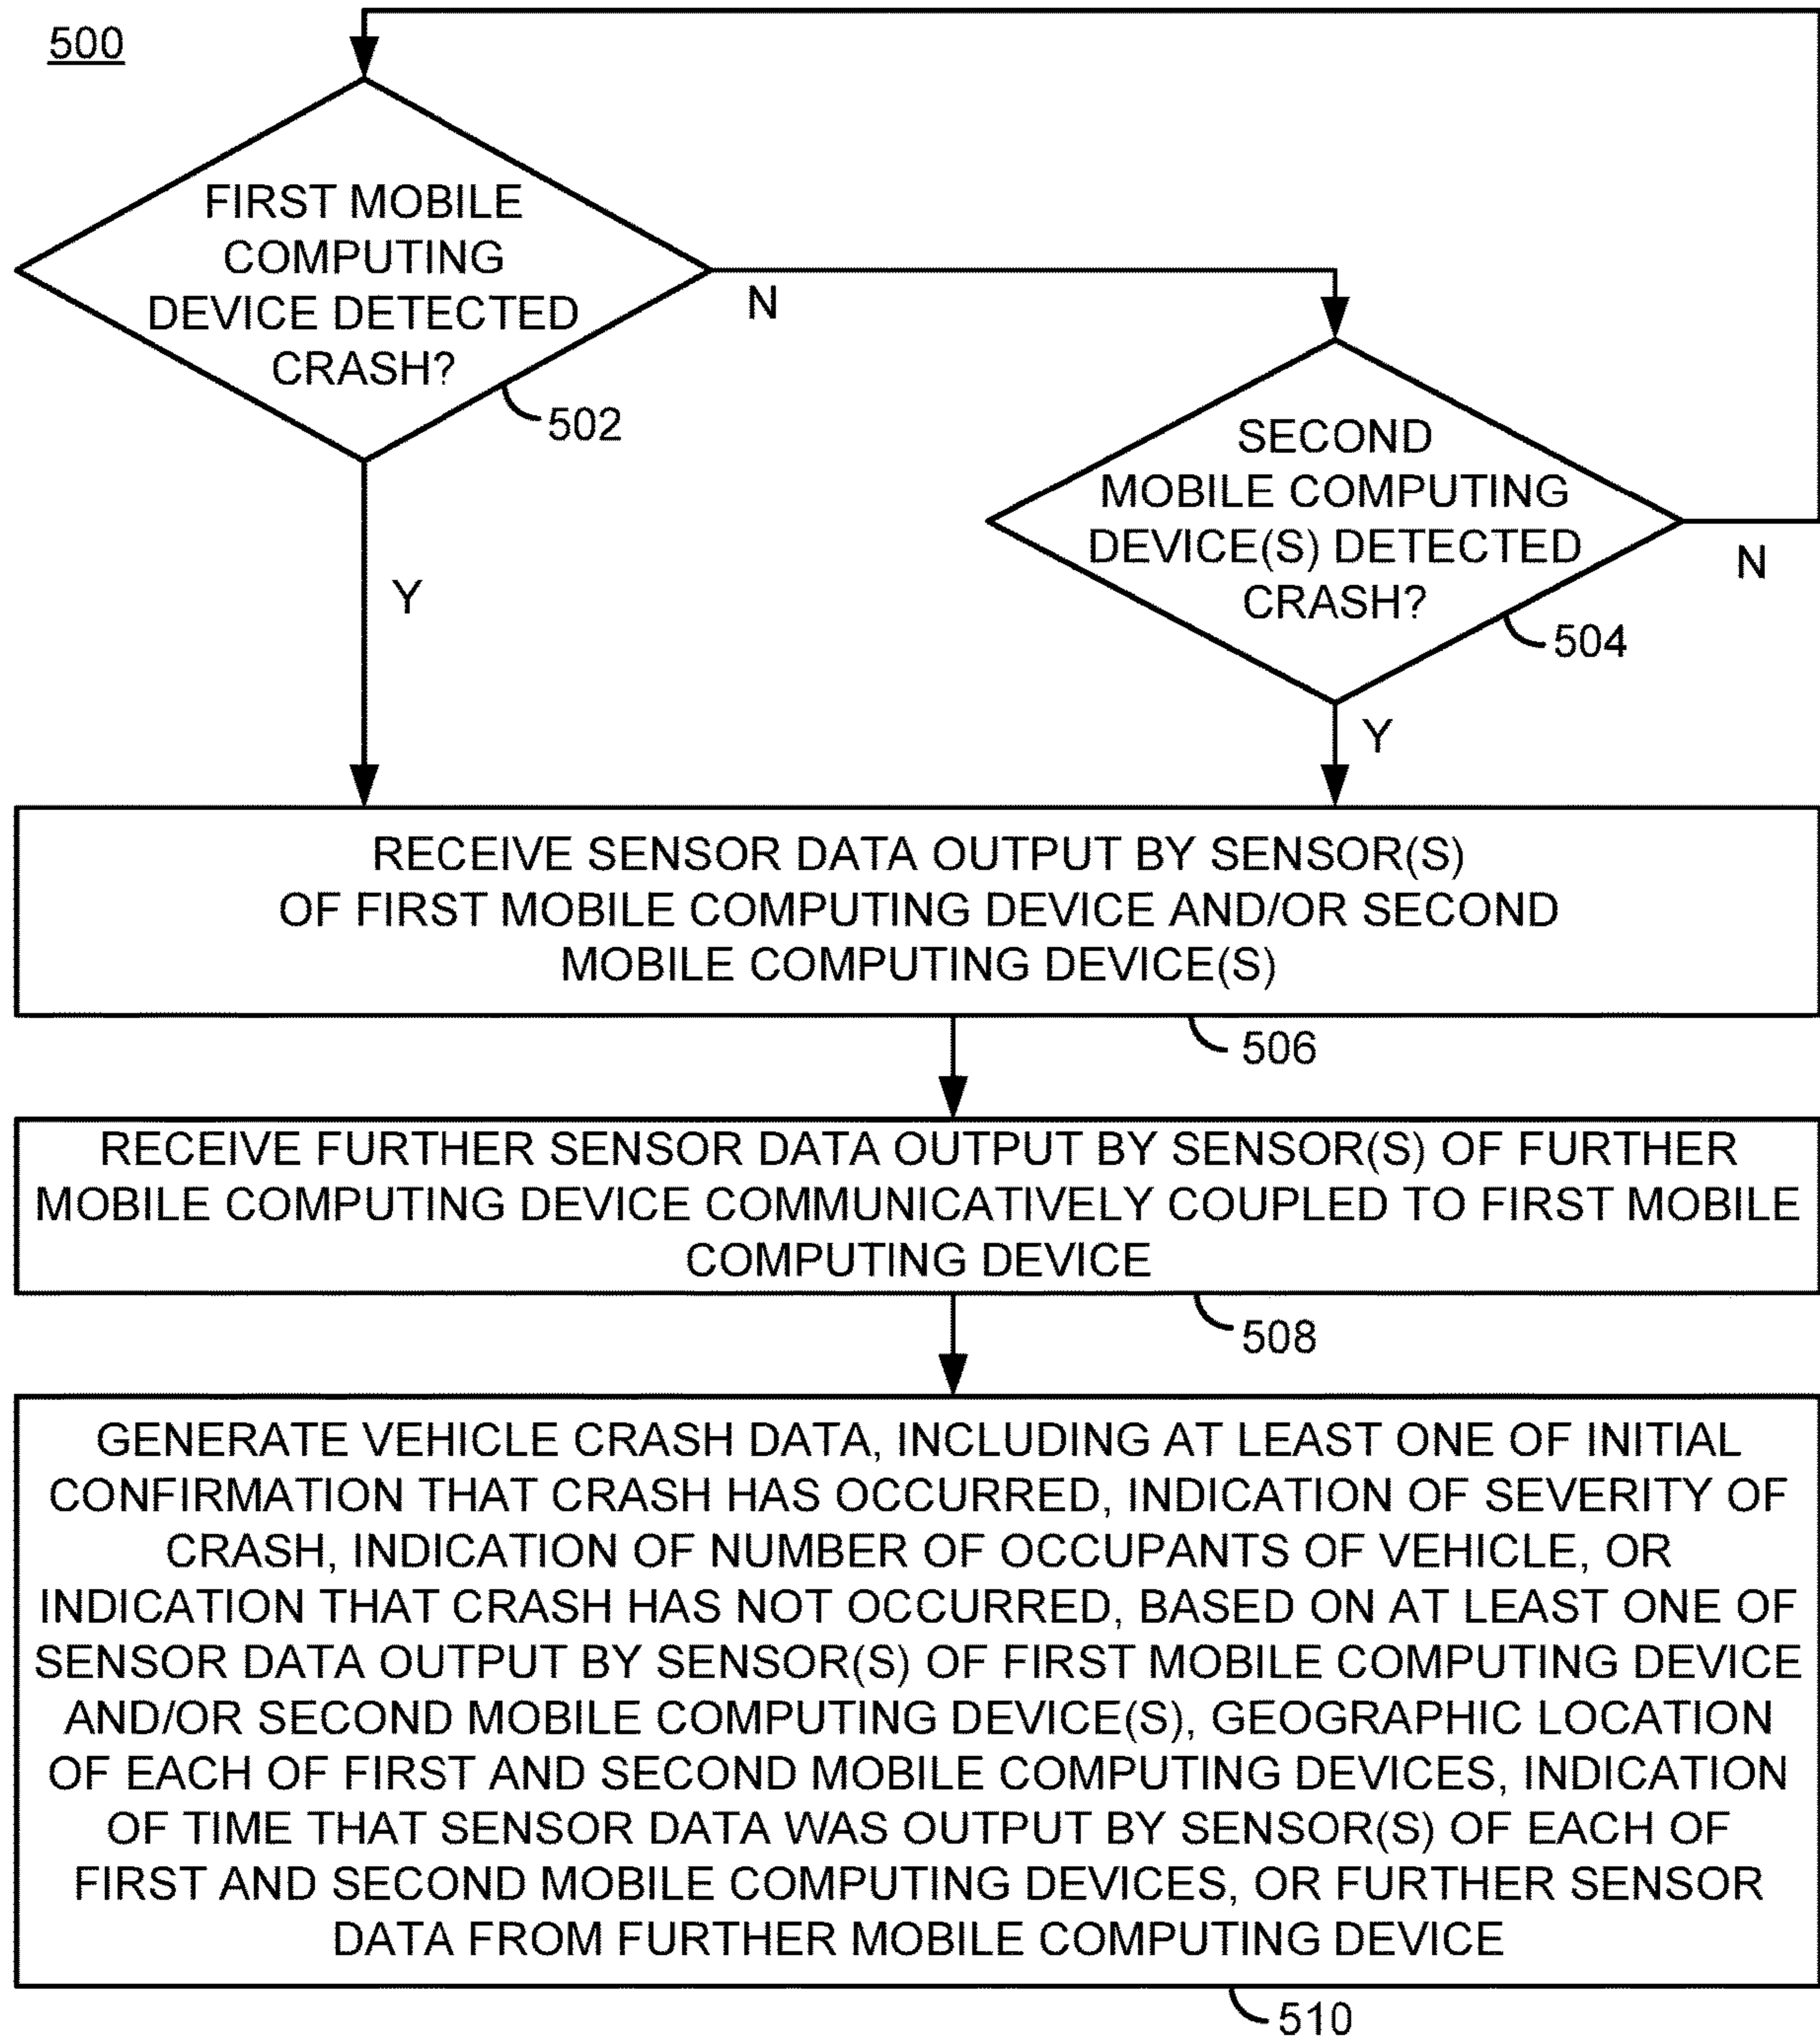 500
FIRST MOBILE
COMPUTING
DEVICE DETECTED
CRASH?
502
N
Y
SECOND
MOBILE COMPUTING
DEVICE(S) DETECTED
CRASH?
504
N
Y
RECEIVE SENSOR DATA OUTPUT BY SENSOR(S)
OF FIRST MOBILE COMPUTING DEVICE AND/OR SECOND
MOBILE COMPUTING DEVICE(S)
506
RECEIVE FURTHER SENSOR DATA OUTPUT BY SENSOR(S) OF FURTHER
MOBILE COMPUTING DEVICE COMMUNICATIVELY COUPLED TO FIRST MOBILE
COMPUTING DEVICE
508
GENERATE VEHICLE CRASH DATA, INCLUDING AT LEAST ONE OF INITIAL
CONFIRMATION THAT CRASH HAS OCCURRED, INDICATION OF SEVERITY OF
CRASH, INDICATION OF NUMBER OF OCCUPANTS OF VEHICLE, OR
INDICATION THAT CRASH HAS NOT OCCURRED, BASED ON AT LEAST ONE OF
SENSOR DATA OUTPUT BY SENSOR(S) OF FIRST MOBILE COMPUTING DEVICE
AND/OR SECOND MOBILE COMPUTING DEVICE(S), GEOGRAPHIC LOCATION
OF EACH OF FIRST AND SECOND MOBILE COMPUTING DEVICES, INDICATION
OF TIME THAT SENSOR DATA WAS OUTPUT BY SENSOR(S) OF EACH OF
FIRST AND SECOND MOBILE COMPUTING DEVICES, OR FURTHER SENSOR
DATA FROM FURTHER MOBILE COMPUTING DEVICE
510